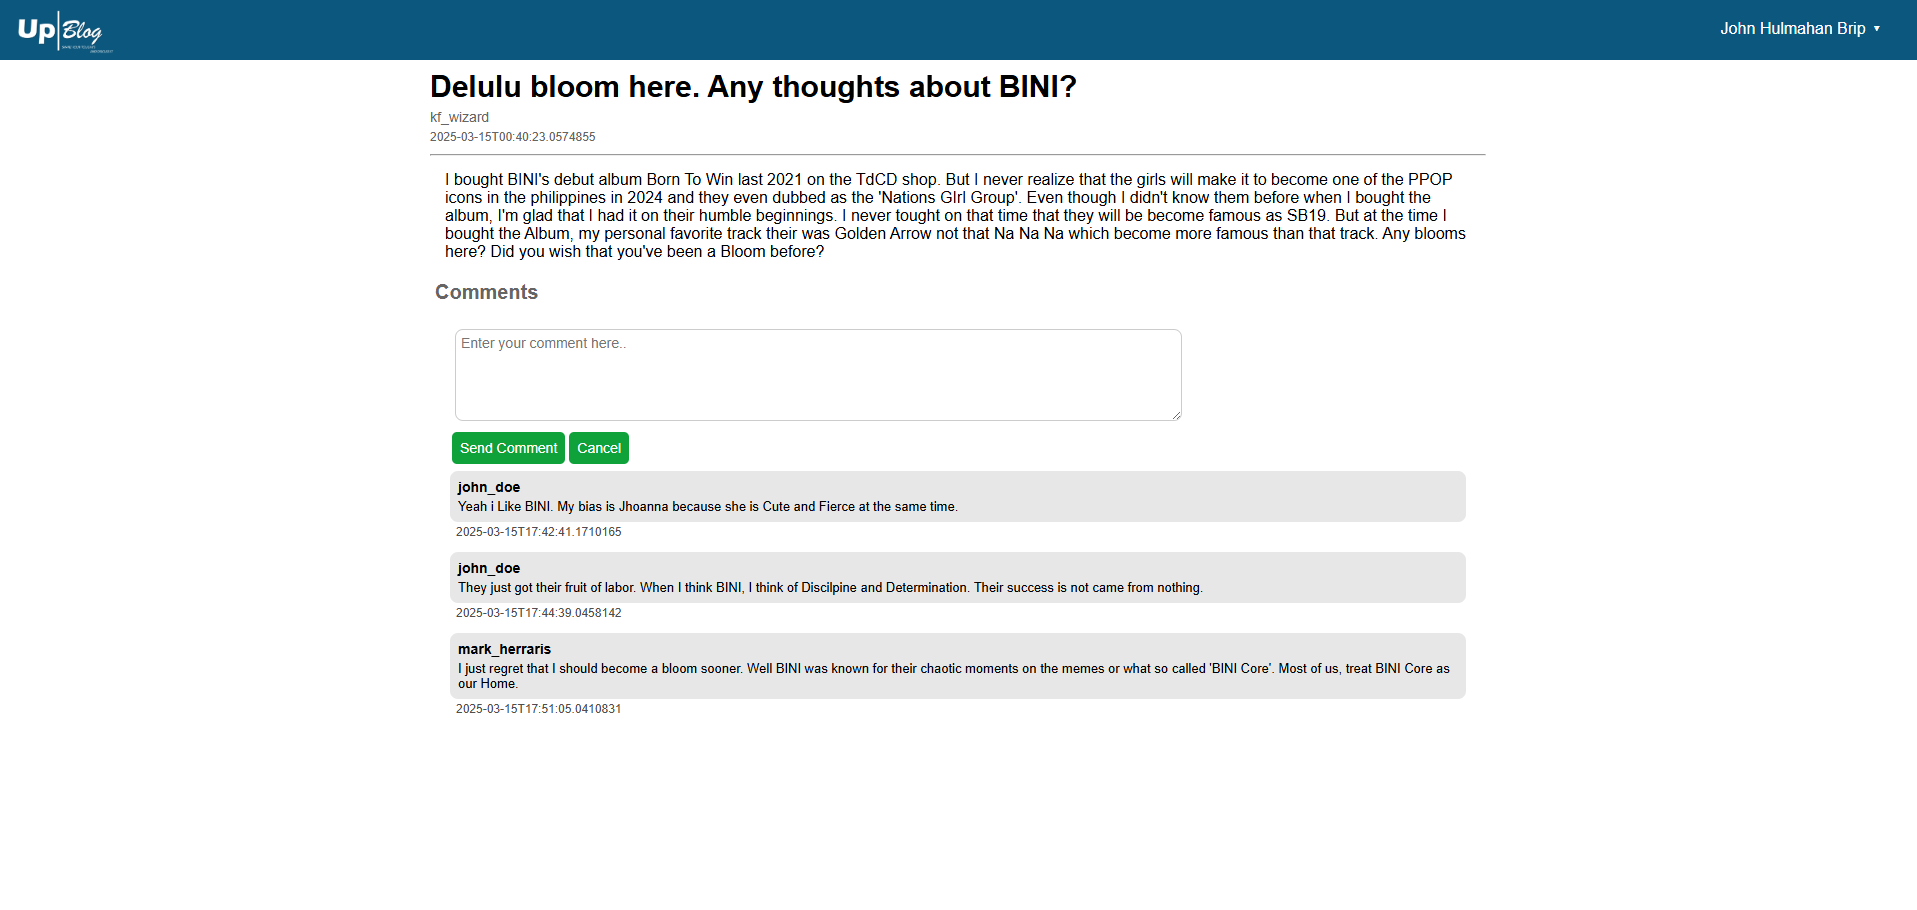 Up Blog
John Hulmahan Brip ▼
Delulu bloom here. Any thoughts about BINI?
kf_wizard
2025-03-15T00:40:23.0574855
I bought BINI's debut album Born To Win last 2021 on the TdCD shop. But I never realize that the girls will make it to become one of the PPOP
icons in the philippines in 2024 and they even dubbed as the 'Nations GIrl Group'. Even though I didn't know them before when I bought the
album, I'm glad that I had it on their humble beginnings. I never tought on that time that they will be become famous as SB19. But at the time I
bought the Album, my personal favorite track their was Golden Arrow not that Na Na Na which become more famous than that track. Any blooms
here? Did you wish that you've been a Bloom before?
Comments
Enter your comment here..
Send Comment Cancel
john_doe
Yeah i Like BINI. My bias is Jhoanna because she is Cute and Fierce at the same time.
2025-03-15T17:42:41.1710165
john_doe
They just got their fruit of labor. When I think BINI, I think of Discilpine and Determination. Their success is not came from nothing.
2025-03-15T17:44:39.0458142
mark_herraris
I just regret that I should become a bloom sooner. Well BINI was known for their chaotic moments on the memes or what so called 'BINI Core'. Most of us, treat BINI Core as
our Home.
2025-03-15T17:51:05.0410831